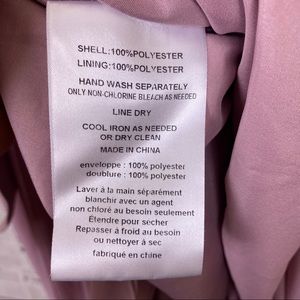 SHELL:100%POLYESTER
LINING:100%POLYESTER
HAND WASH SEPARATELY
ONLY NON-CHLORINE BLEACH AS NEEDED
LINE DRY
COOL IRON AS NEEDED
OR DRY CLEAN
MADE IN CHINA
enveloppe : 100% polyester
doublure : 100% polyester
Laver à la main séparément
blanchir avec un agent
non chloré au besoin seulement
Étendre pour secher
Repasser à froid au besoin
ou nettoyer à sec
fabriqué en chine